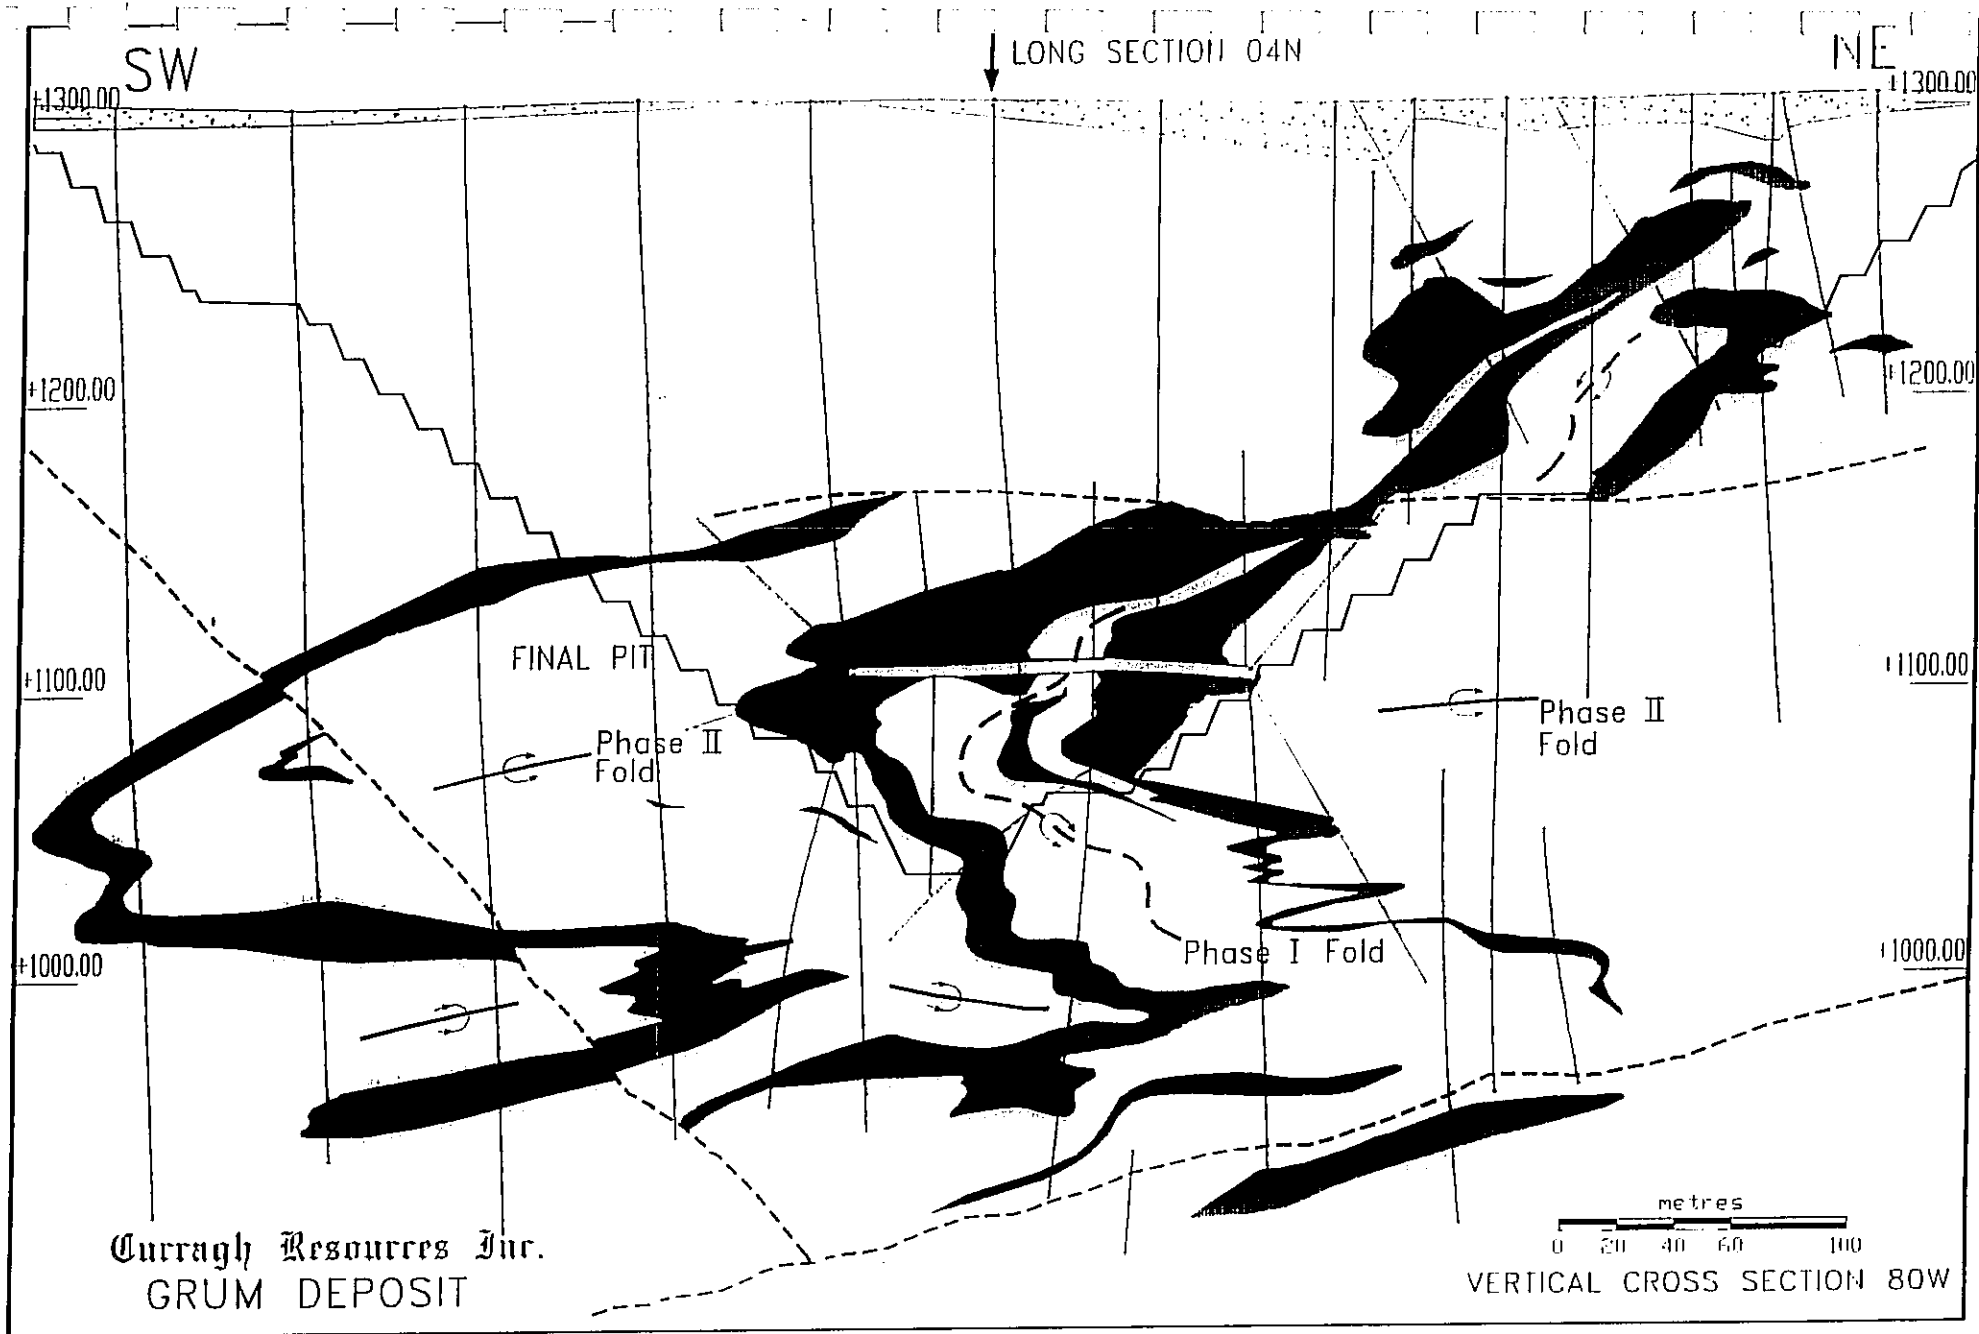 SW
LONG SECTION 04N
NE
+1300.00
+1300.00
+1200.00
+1200.00
FINAL PIT
+1100.00
+1100.00
Phase II
Fold
Phase II
Fold
Phase I Fold
+1000.00
+1000.00
metres
0 20 40 60 100
Curragh Resources Inc.
GRUM DEPOSIT
VERTICAL CROSS SECTION 80W